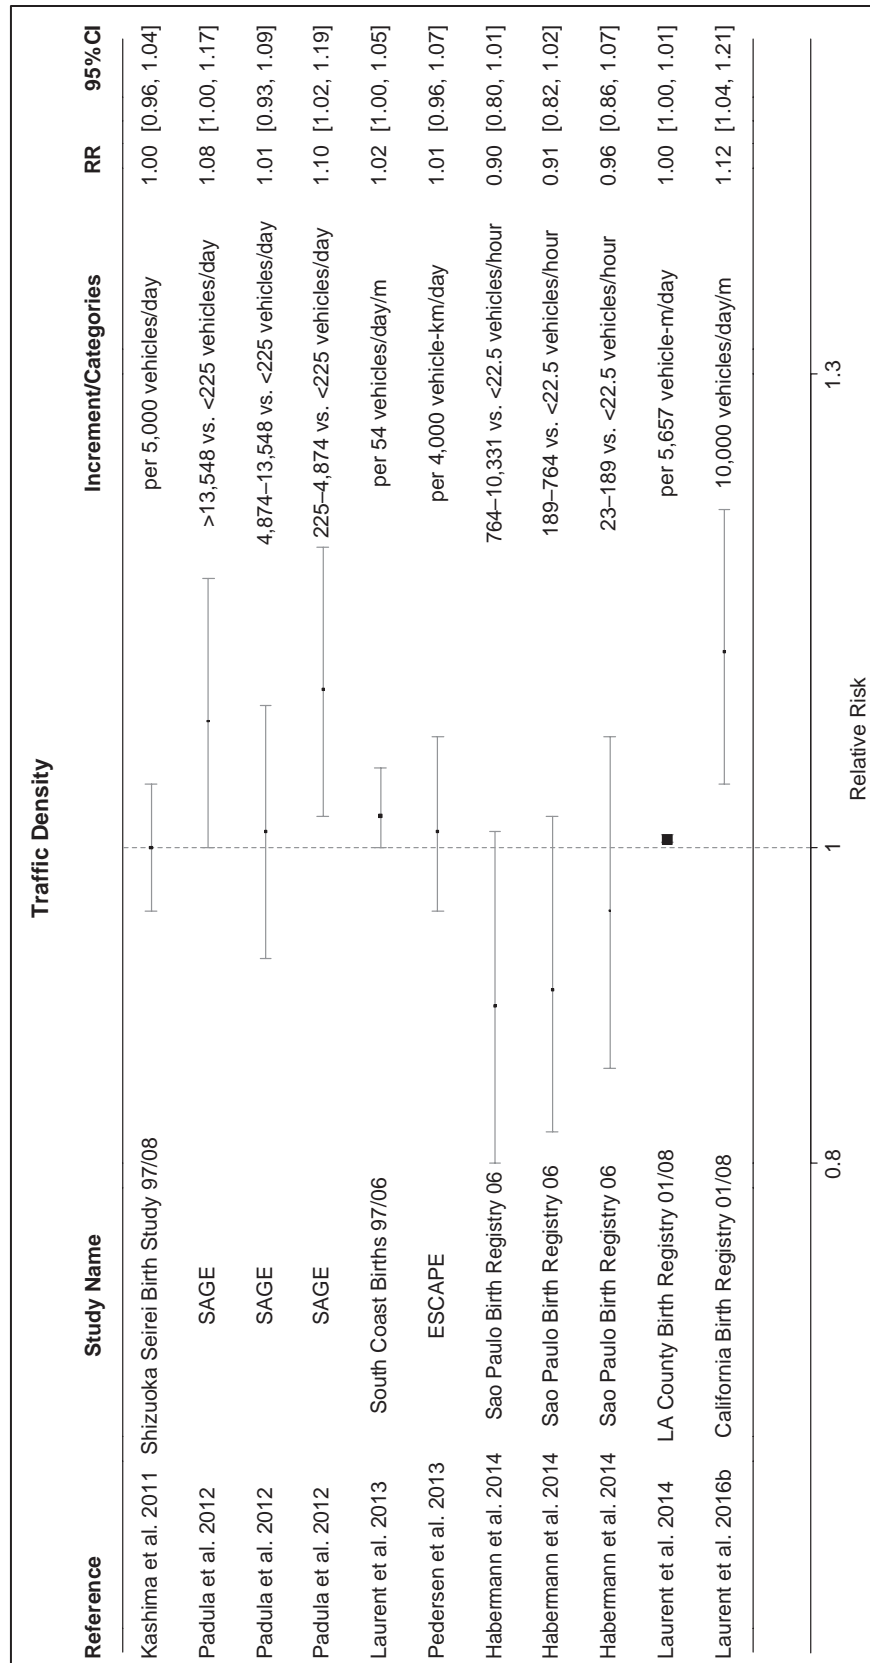 Traffic Density
Reference Study Name Increment/Categories RR 95%CI
Kashima et al. 2011 Shizuoka Seirei Birth Study 97/08 per 5,000 vehicles/day 1.00 [0.96, 1.04]
Padula et al. 2012 SAGE >13,548 vs. <225 vehicles/day 1.08 [1.00, 1.17]
Padula et al. 2012 SAGE 4,874–13,548 vs. <225 vehicles/day 1.01 [0.93, 1.09]
Padula et al. 2012 SAGE 225–4,874 vs. <225 vehicles/day 1.10 [1.02, 1.19]
Laurent et al. 2013 South Coast Births 97/06 per 54 vehicles/day/m 1.02 [1.00, 1.05]
Pedersen et al. 2013 ESCAPE per 4,000 vehicle-km/day 1.01 [0.96, 1.07]
Habermann et al. 2014 Sao Paulo Birth Registry 06 764–10,331 vs. <22.5 vehicles/hour 0.90 [0.80, 1.01]
Habermann et al. 2014 Sao Paulo Birth Registry 06 189–764 vs. <22.5 vehicles/hour 0.91 [0.82, 1.02]
Habermann et al. 2014 Sao Paulo Birth Registry 06 23–189 vs. <22.5 vehicles/hour 0.96 [0.86, 1.07]
Laurent et al. 2014 LA County Birth Registry 01/08 per 5,657 vehicle-m/day 1.00 [1.00, 1.01]
Laurent et al. 2016b California Birth Registry 01/08 10,000 vehicles/day/m 1.12 [1.04, 1.21]
0.8 1 1.3
Relative Risk